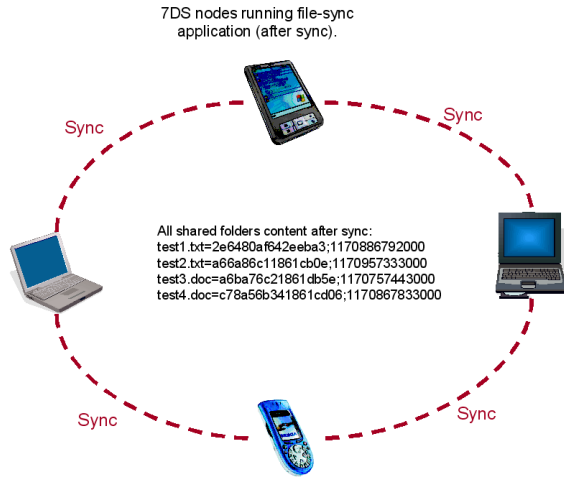 7DS nodes running file-sync
application (after sync).
Sync
Sync
All shared folders content after sync:
test1.txt=2e6480af642eeba3;1170886792000
test2.txt=a66a86c11861cb0e;1170957333000
test3.doc=a6ba76c21861db5e;1170757443000
test4.doc=c78a56b341861cd06;1170867833000
Sync
Sync